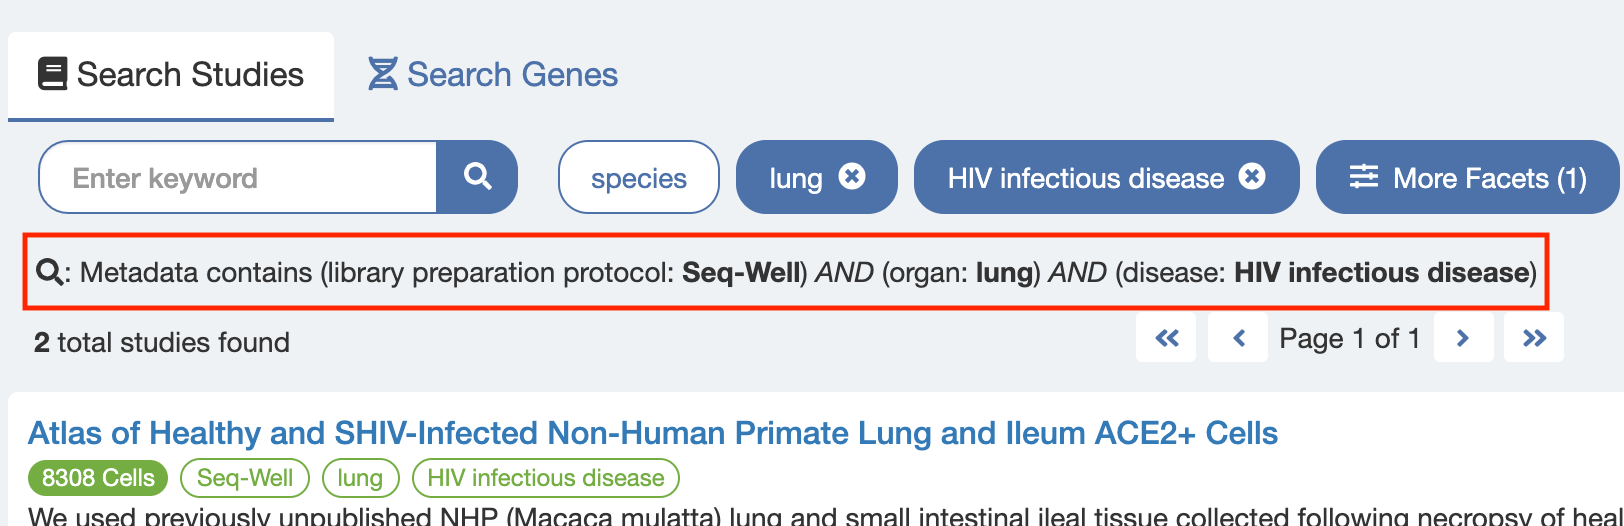 Search Studies Search Genes
Enter keyword species lung HIV infectious disease More Facets (1)
: Metadata contains (library preparation protocol: Seq-Well) AND (organ: lung) AND (disease: HIV infectious disease)
2 total studies found Page 1 of 1
Atlas of Healthy and SHIV-Infected Non-Human Primate Lung and Ileum ACE2+ Cells
8308 Cells Seq-Well lung HIV infectious disease
We used previously unpublished NHP (Macaca mulatta) lung and small intestinal ileal tissue collected following necropsy of hea